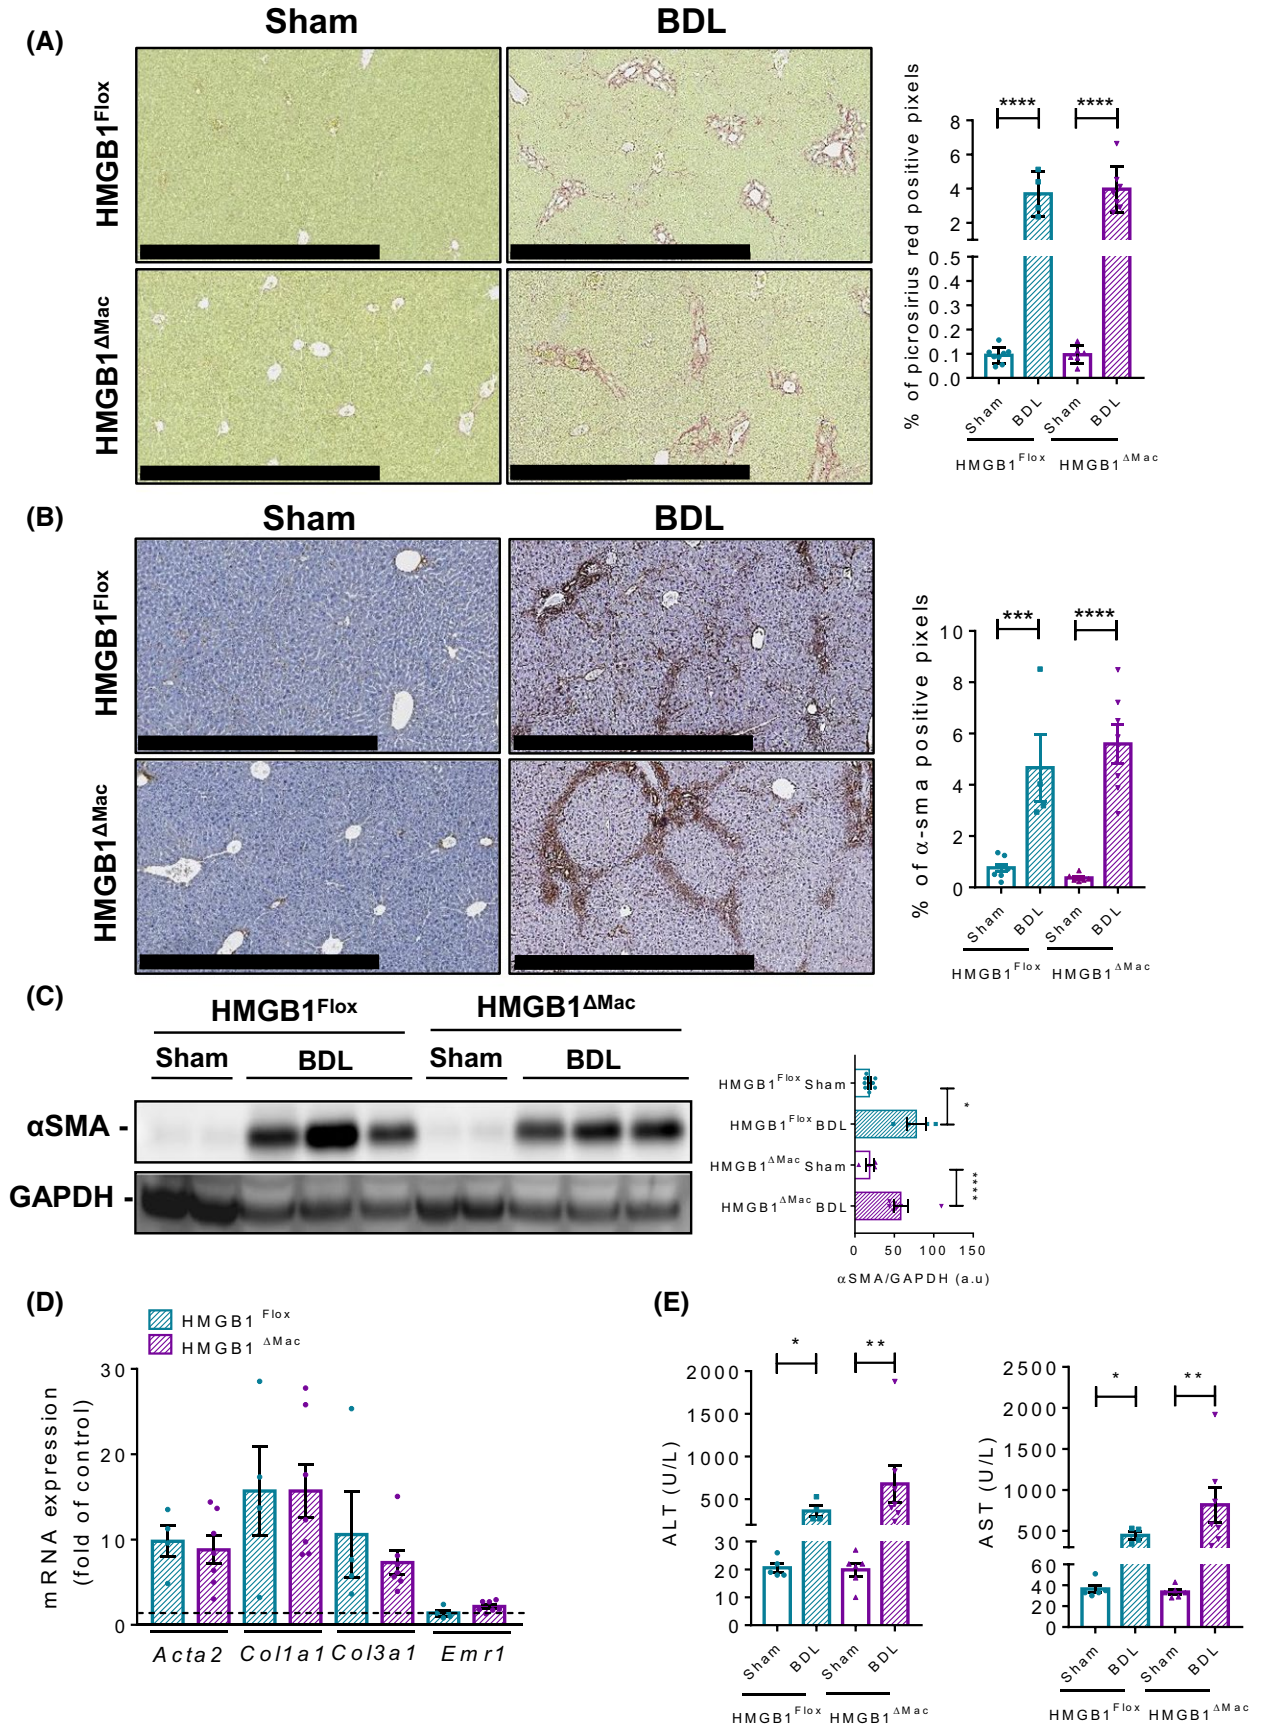 (A)
Sham
BDL
HMGB1Flox
HMGB1ΔMac
% of picrosirius red positive pixels
8
6
4
2
0.5
0.4
0.3
0.2
0.1
0.0
****
****
Sham
BDL
Sham
BDL
HMGB1Flox
HMGB1ΔMac
(B)
Sham
BDL
HMGB1Flox
HMGB1ΔMac
% of α-sma positive pixels
10
8
6
4
2
0
***
****
Sham
BDL
Sham
BDL
HMGB1Flox
HMGB1ΔMac
(C)
HMGB1Flox
HMGB1ΔMac
Sham
BDL
Sham
BDL
αSMA -
GAPDH -
HMGB1Flox Sham
HMGB1Flox BDL
HMGB1ΔMac Sham
HMGB1ΔMac BDL
*
****
0 50 100 150
αSMA/GAPDH (a.u)
(D)
HMGB1 Flox
HMGB1 ΔMac
mRNA expression
(fold of control)
30
20
10
0
Acta2
Col1a1
Col3a1
Emr1
(E)
ALT (U/L)
2000
1500
1000
500
30
20
10
0
*
**
Sham
BDL
Sham
BDL
HMGB1Flox
HMGB1ΔMac
AST (U/L)
2500
2000
1500
1000
500
60
40
20
0
*
**
Sham
BDL
Sham
BDL
HMGB1Flox
HMGB1ΔMac